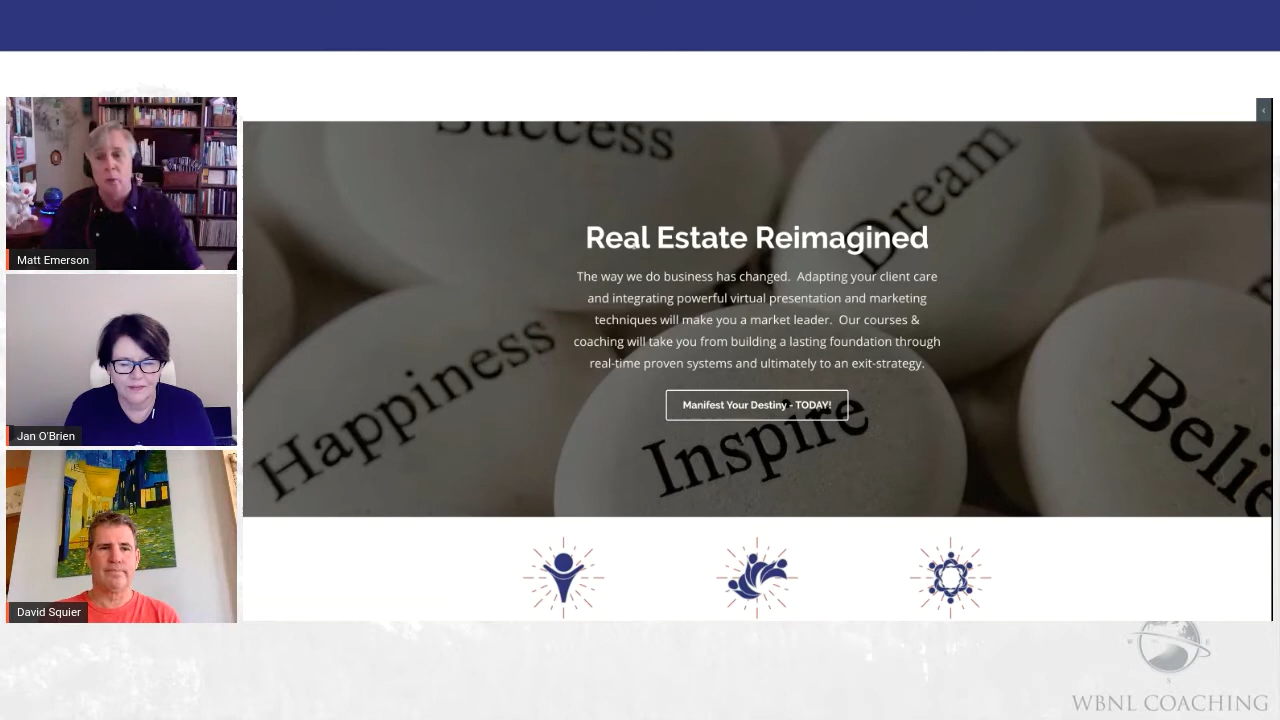 Matt Emerson
Jan O'Brien
David Squier
Success
Dream
Happiness
Inspire
Belie
Real Estate Reimagined
The way we do business has changed. Adapting your client care
and integrating powerful virtual presentation and marketing
techniques will make you a market leader. Our courses &
coaching will take you from building a lasting foundation through
real-time proven systems and ultimately to an exit-strategy.
Manifest Your Destiny - TODAY!
W
E
S
WBNL COACHING